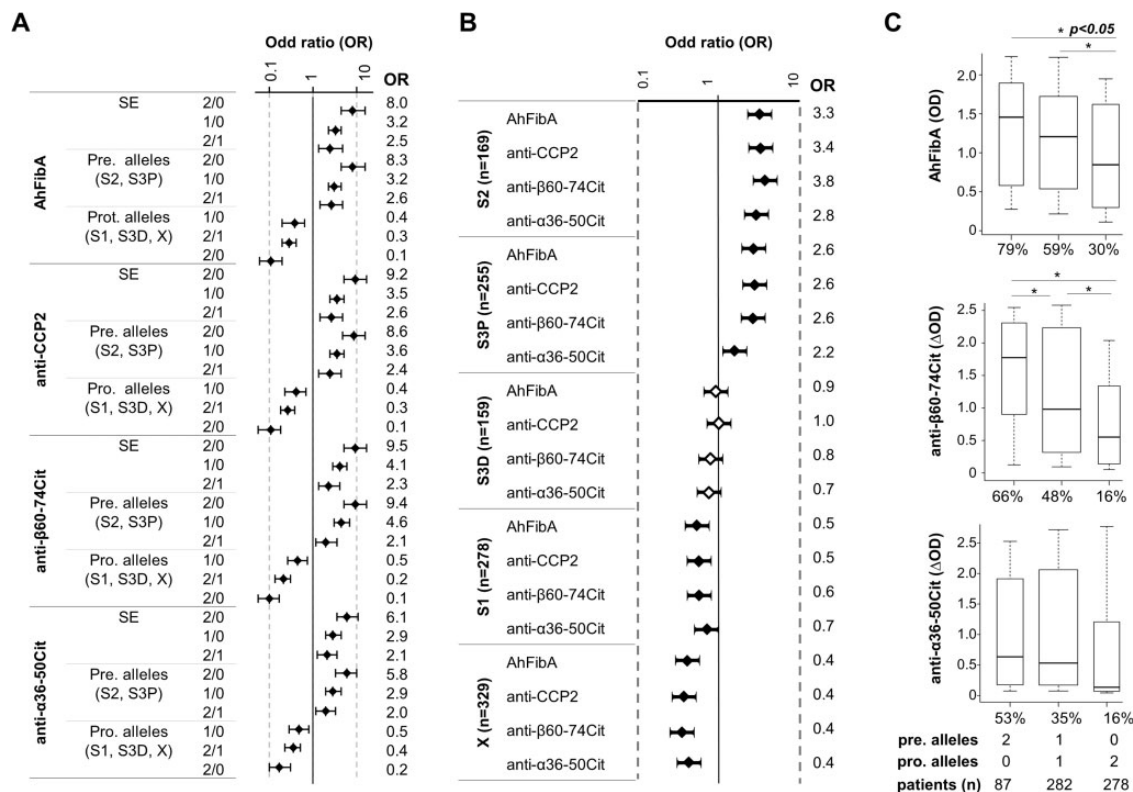 A
Odd ratio (OR)
0.1 1 10 OR
AhFibA
SE 2/0 8.0
1/0 3.2
2/1 2.5
Pre. alleles 2/0 8.3
(S2, S3P) 1/0 3.2
2/1 2.6
Prot. alleles 1/0 0.4
(S1, S3D, X) 2/1 0.3
2/0 0.1
anti-CCP2
SE 2/0 9.2
1/0 3.5
2/1 2.6
Pre. alleles 2/0 8.6
(S2, S3P) 1/0 3.6
2/1 2.4
Pro. alleles 1/0 0.4
(S1, S3D, X) 2/1 0.3
2/0 0.1
anti-β60-74Cit
SE 2/0 9.5
1/0 4.1
2/1 2.3
Pre. alleles 2/0 9.4
(S2, S3P) 1/0 4.6
2/1 2.1
Pro. alleles 1/0 0.5
(S1, S3D, X) 2/1 0.2
2/0 0.1
anti-α36-50Cit
SE 2/0 6.1
1/0 2.9
2/1 2.1
Pre. alleles 2/0 5.8
(S2, S3P) 1/0 2.9
2/1 2.0
Pro. alleles 1/0 0.5
(S1, S3D, X) 2/1 0.4
2/0 0.2
B
Odd ratio (OR)
0.1 1 10 OR
S2 (n=169)
AhFibA 3.3
anti-CCP2 3.4
anti-β60-74Cit 3.8
anti-α36-50Cit 2.8
S3P (n=255)
AhFibA 2.6
anti-CCP2 2.6
anti-β60-74Cit 2.6
anti-α36-50Cit 2.2
S3D (n=159)
AhFibA 0.9
anti-CCP2 1.0
anti-β60-74Cit 0.8
anti-α36-50Cit 0.7
S1 (n=278)
AhFibA 0.5
anti-CCP2 0.5
anti-β60-74Cit 0.6
anti-α36-50Cit 0.7
X (n=329)
AhFibA 0.4
anti-CCP2 0.4
anti-β60-74Cit 0.4
anti-α36-50Cit 0.4
C
* p<0.05
*
AhFibA (OD)
2.0
1.5
1.0
0.5
0
79% 59% 30%
*
* *
anti-β60-74Cit (ΔOD)
2.5
2.0
1.5
1.0
0.5
0
66% 48% 16%
anti-α36-50Cit (ΔOD)
2.5
2.0
1.5
1.0
0.5
0
53% 35% 16%
pre. alleles 2 1 0
pro. alleles 0 1 2
patients (n) 87 282 278